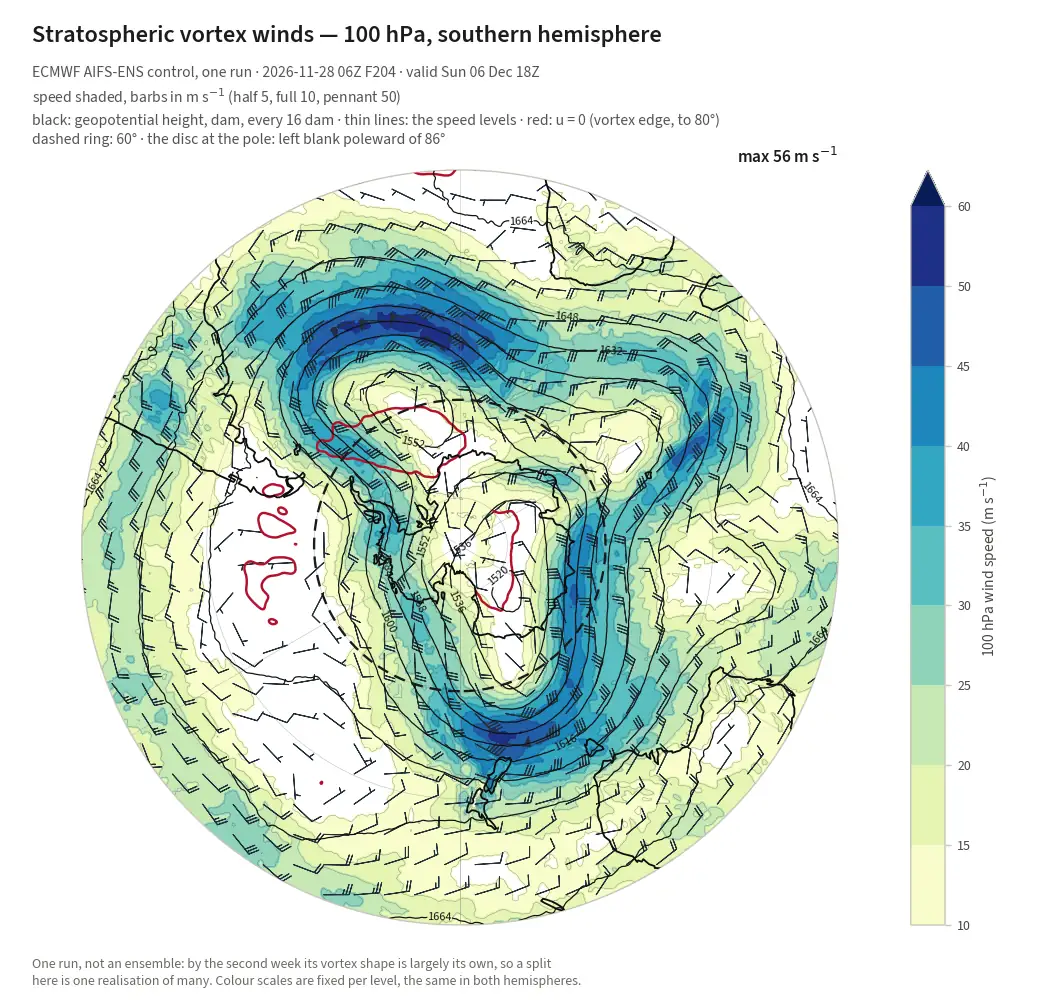 Stratospheric vortex winds — 100 hPa, southern hemisphere
ECMWF AIFS-ENS control, one run · 2026-11-28 06Z F204 · valid Sun 06 Dec 18Z
speed shaded, barbs in m s−1 (half 5, full 10, pennant 50)
black: geopotential height, dam, every 16 dam · thin lines: the speed levels · red: u = 0 (vortex edge, to 80°)
dashed ring: 60° · the disc at the pole: left blank poleward of 86°
max 56 m s−1
1664
1648
1632
1552
1664
1664
1552
1536
1520
1536
1600
1616
1664
1664
60
50
45
40
35
30
25
20
15
10
100 hPa wind speed (m s−1)
One run, not an ensemble: by the second week its vortex shape is largely its own, so a split
here is one realisation of many. Colour scales are fixed per level, the same in both hemispheres.